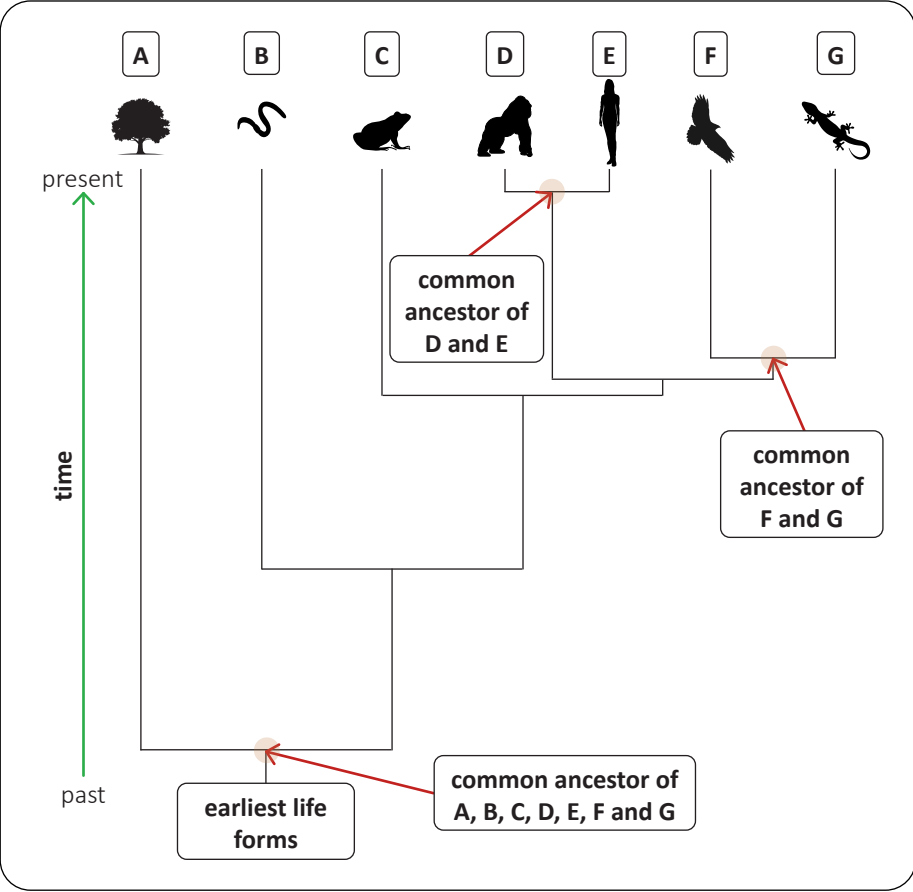 A
B
C
D
E
F
G
present
common
ancestor of
D and E
common
ancestor of
F and G
time
common ancestor of
A, B, C, D, E, F and G
past
earliest life
forms